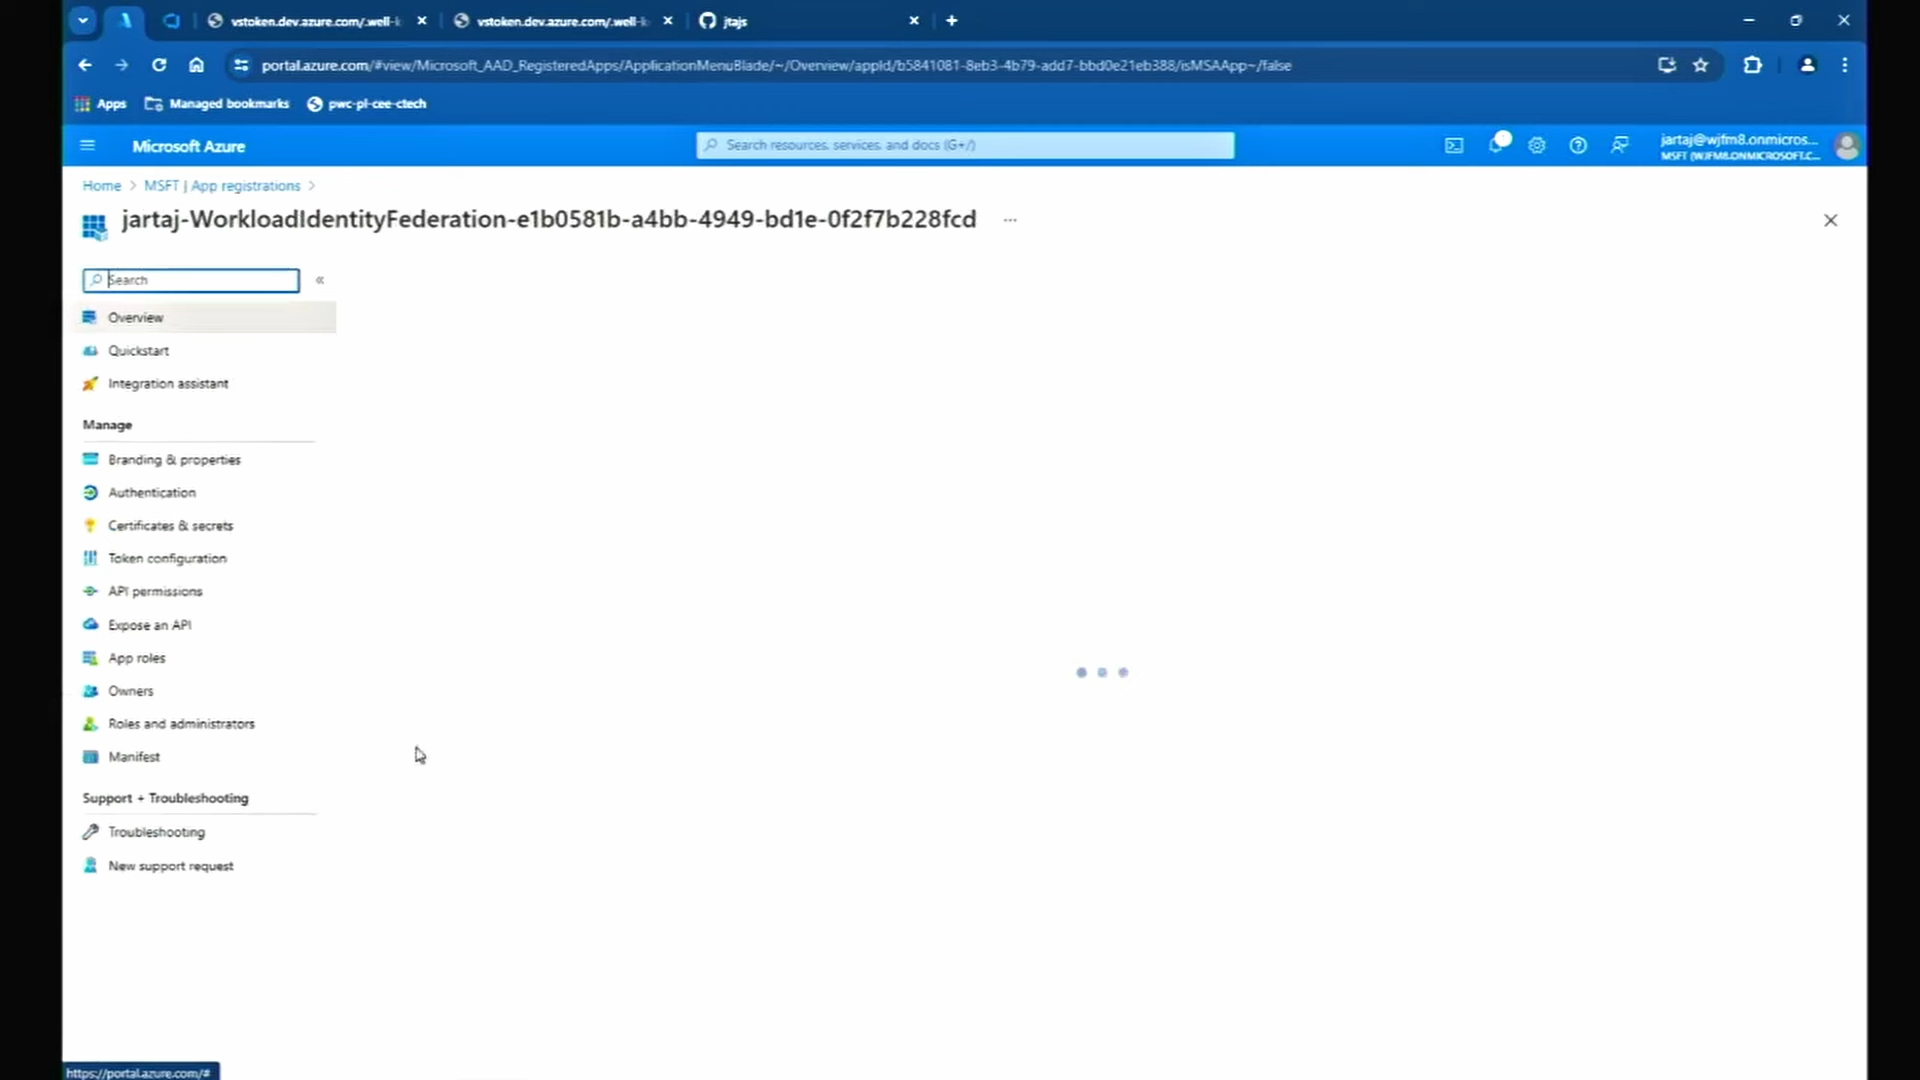 vstoken.dev.azure.com/.well-k
vstoken.dev.azure.com/.well-k
jtajs
portal.azure.com/#view/Microsoft_AAD_RegisteredApps/ApplicationMenuBlade/~/Overview/appId/b5841081-8eb3-4b79-add7-bbd0e21eb388/isMSAApp~/false
Apps
Managed bookmarks
pwc-pl-cee-ctech
Microsoft Azure
Search resources, services, and docs (G+/)
jartaj@wjfm8.onmicros...
MSFT (WJFM8.ONMICROSOFT.C...
Home > MSFT | App registrations >
jartaj-WorkloadIdentityFederation-e1b0581b-a4bb-4949-bd1e-0f2f7b228fcd ...
Search
Overview
Quickstart
Integration assistant
Manage
Branding & properties
Authentication
Certificates & secrets
Token configuration
API permissions
Expose an API
App roles
Owners
Roles and administrators
Manifest
Support + Troubleshooting
Troubleshooting
New support request
https://portal.azure.com/#